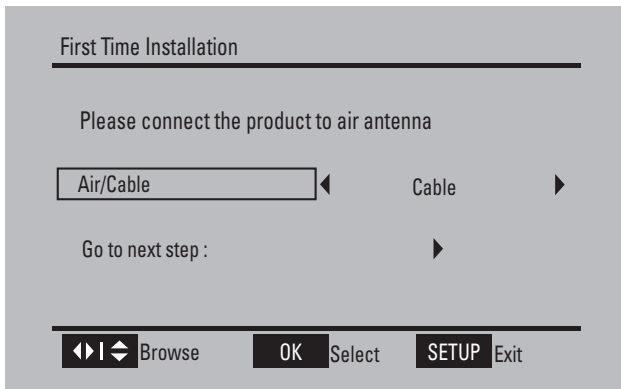 First Time Installation
Please connect the product to air antenna
Air/Cable Cable
Go to next step :
Browse OK Select SETUP Exit